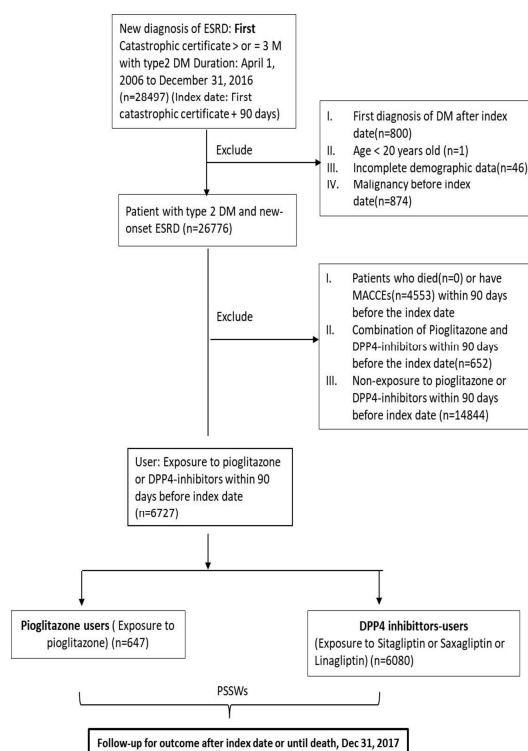 New diagnosis of ESRD: First
Catastrophic certificate > or = 3 M
with type2 DM Duration: April 1,
2006 to December 31, 2016
(n=28497) (Index date: First
catastrophic certificate + 90 days)
Exclude
I. First diagnosis of DM after index
date(n=800)
II. Age < 20 years old (n=1)
III. Incomplete demographic data(n=46)
IV. Malignancy before index
date(n=874)
Patient with type 2 DM and new-
onset ESRD (n=26776)
Exclude
I. Patients who died(n=0) or have
MACCEs(n=4553) within 90 days
before the index date
II. Combination of Pioglitazone and
DPP4-inhibitors within 90 days
before the index date(n=652)
III. Non-exposure to pioglitazone or
DPP4-inhibitors within 90 days
before index date (n=14844)
User: Exposure to pioglitazone
or DPP4-inhibitors within 90
days before index date
(n=6727)
Pioglitazone users ( Exposure to
pioglitazone) (n=647)
DPP4 inhibittors-users
(Exposure to Sitagliptin or Saxagliptin or
Linagliptin) (n=6080)
PSSWs
Follow-up for outcome after index date or until death, Dec 31, 2017